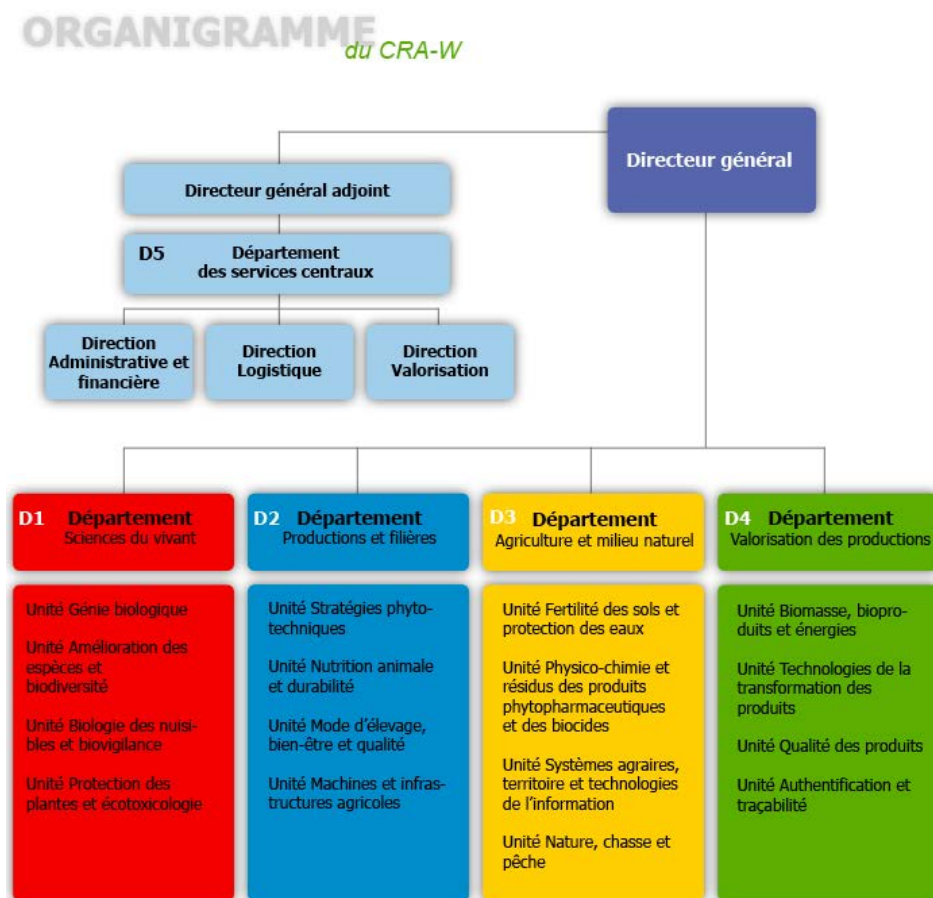 ORGANIGRAMME
du CRA-W
Directeur général
Directeur général adjoint
D5 Département
des services centraux
Direction
Administrative et
financière
Direction
Logistique
Direction
Valorisation
D1 Département
Sciences du vivant
Unité Génie biologique
Unité Amélioration des
espèces et
biodiversité
Unité Biologie des nuisi-
bles et biovigilance
Unité Protection des
plantes et écotoxicologie
D2 Département
Productions et filières
Unité Stratégies phyto-
techniques
Unité Nutrition animale
et durabilité
Unité Mode d'élevage,
bien-être et qualité
Unité Machines et infras-
tructures agricoles
D3 Département
Agriculture et milieu naturel
Unité Fertilité des sols et
protection des eaux
Unité Physico-chimie et
résidus des produits
phytopharmaceutiques
et des biocides
Unité Systèmes agraires,
territoire et technologies
de l'information
Unité Nature, chasse et
pêche
D4 Département
Valorisation des productions
Unité Biomasse, biopro-
duits et énergies
Unité Technologies de la
transformation des
produits
Unité Qualité des produits
Unité Authentification et
traçabilité